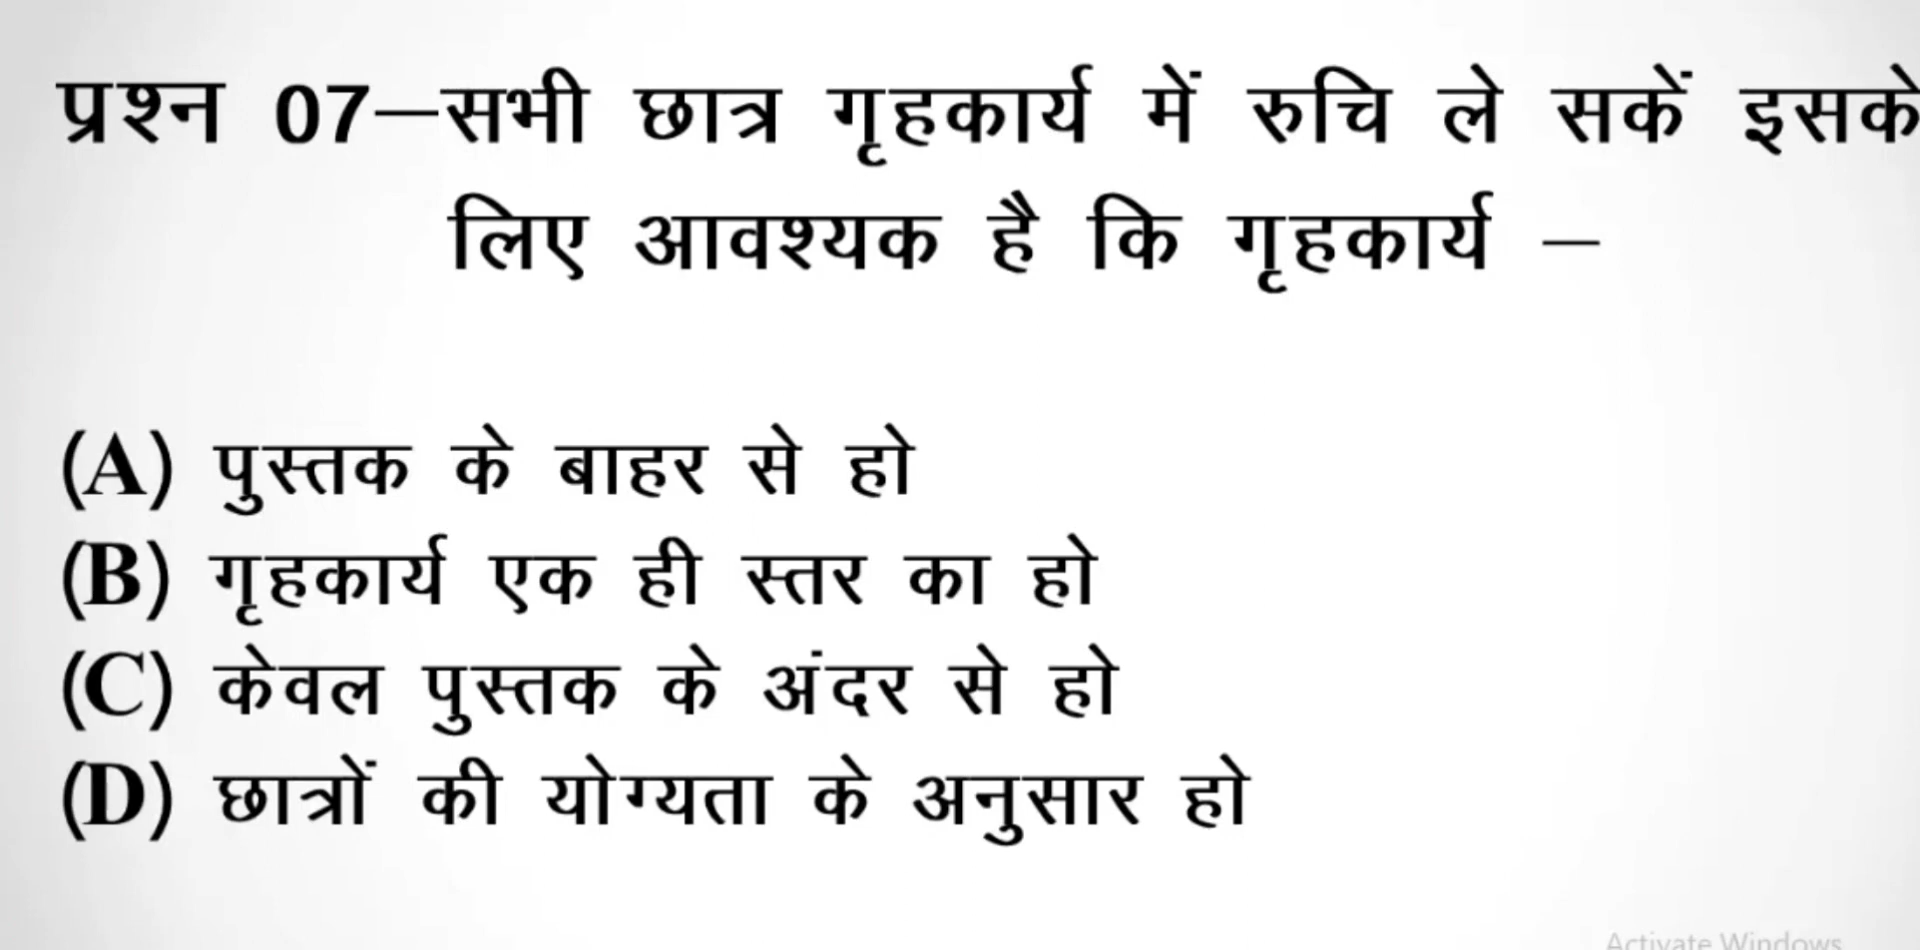 प्रश्न 07–सभी छात्र गृहकार्य में रुचि ले सकें इसके
लिए आवश्यक है कि गृहकार्य –
(A) पुस्तक के बाहर से हो
(B) गृहकार्य एक ही स्तर का हो
(C) केवल पुस्तक के अंदर से हो
(D) छात्रों की योग्यता के अनुसार हो
Activate Windows